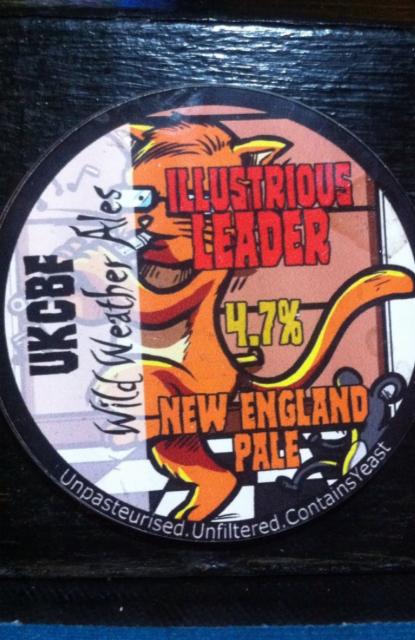 UKCBF
Wild Weather Ales
ILLUSTRIOUS
LEADER
4.7%
NEW ENGLAND
PALE
Unpasteurised.Unfiltered.ContainsYeast